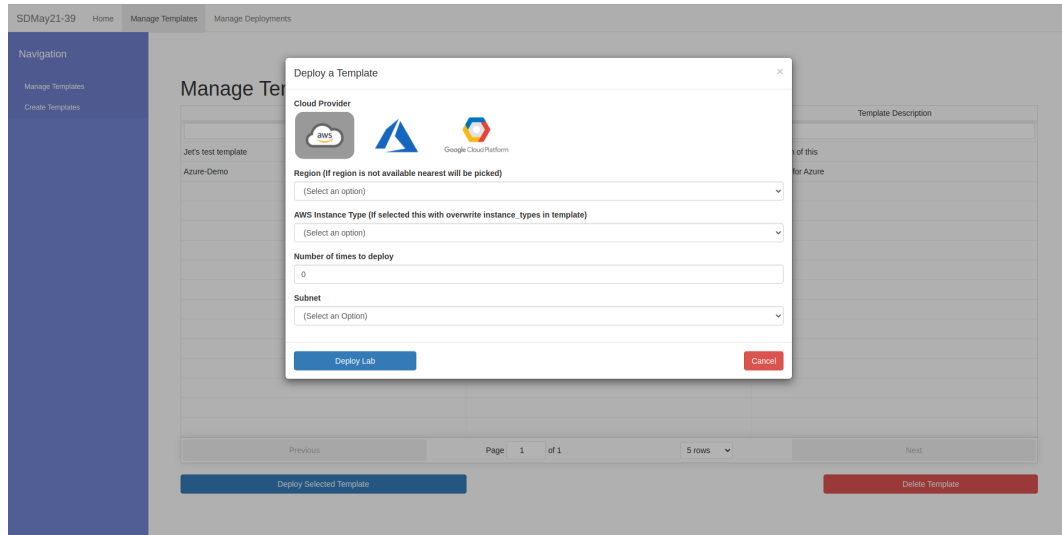 SDMay21-39 Home Manage Templates Manage Deployments
Navigation
Manage Templates
Create Templates
Manage Ter
Template Description
Jet's test template
n of this
Azure-Demo
for Azure
Deploy a Template ×
Cloud Provider
aws
Google Cloud Platform
Region (If region is not available nearest will be picked)
(Select an option)
AWS Instance Type (If selected this with overwrite instance_types in template)
(Select an option)
Number of times to deploy
0
Subnet
(Select an Option)
Deploy Lab Cancel
Previous Page 1 of 1 5 rows Next
Deploy Selected Template Delete Template